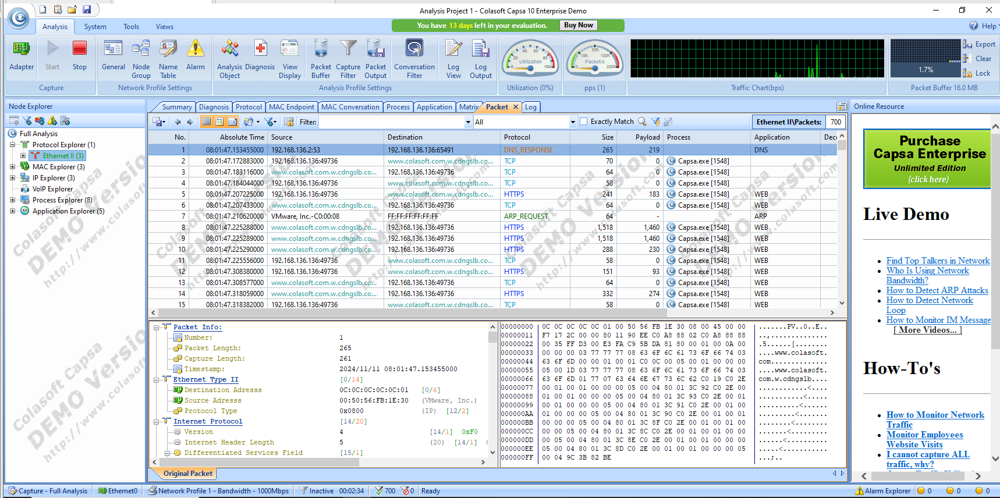 Analysis Project 1 - Colasoft Capsa 10 Enterprise Demo
Analysis System Tools Views
You have 13 days left in your evaluation. Buy Now
Help
Adapter Start Stop
Capture
General Node Group Name Table Alarm
Network Profile Settings
Analysis Object Diagnosis View Display Packet Buffer Capture Filter Packet Output Conversation Filter Log View Log Output
Analysis Profile Settings
Utilization
Utilization (0%)
Packet/s
pps (1)
Traffic Chart(bps)
1.7%
Export
Clear
Lock
Packet Buffer 16.0 MB
Node Explorer
Full Analysis
Protocol Explorer (1)
Ethernet II (3)
MAC Explorer (3)
IP Explorer (3)
VoIP Explorer
Process Explorer (8)
Application Explorer (5)
Summary Diagnosis Protocol MAC Endpoint MAC Conversation Process Application Matrix Packet Log
Filter: All Exactly Match Ethernet II\Packets: 700
No. Absolute Time Source Destination Protocol Size Payload Process Application Deco
1 08:01:47.153455000 192.168.136.2:53 192.168.136.136:65491 DNS_RESPONSE 265 219 DNS
2 08:01:47.172883000 192.168.136.136:49736 www.colasoft.com.w.cdngslb.co... TCP 70 0 Capsa.exe [1548]
3 08:01:47.183116000 www.colasoft.com.w.cdngslb.co... 192.168.136.136:49736 TCP 64 0 Capsa.exe [1548]
4 08:01:47.184044000 192.168.136.136:49736 www.colasoft.com.w.cdngslb.co... TCP 58 0 Capsa.exe [1548]
5 08:01:47.207225000 192.168.136.136:49736 www.colasoft.com.w.cdngslb.co... HTTPS 241 183 Capsa.exe [1548] WEB
6 08:01:47.207433000 www.colasoft.com.w.cdngslb.co... 192.168.136.136:49736 TCP 64 0 Capsa.exe [1548] WEB
7 08:01:47.210620000 VMware, Inc.-C0:00:08 FF:FF:FF:FF:FF:FF ARP_REQUEST 64 - ARP
8 08:01:47.225288000 www.colasoft.com.w.cdngslb.co... 192.168.136.136:49736 HTTPS 1,518 1,460 Capsa.exe [1548] WEB
9 08:01:47.225289000 www.colasoft.com.w.cdngslb.co... 192.168.136.136:49736 HTTPS 1,518 1,460 Capsa.exe [1548] WEB
10 08:01:47.225290000 www.colasoft.com.w.cdngslb.co... 192.168.136.136:49736 HTTPS 288 230 Capsa.exe [1548] WEB
11 08:01:47.225556000 192.168.136.136:49736 www.colasoft.com.w.cdngslb.co... TCP 58 0 Capsa.exe [1548] WEB
12 08:01:47.308380000 192.168.136.136:49736 www.colasoft.com.w.cdngslb.co... HTTPS 151 93 Capsa.exe [1548] WEB
13 08:01:47.308577000 www.colasoft.com.w.cdngslb.co... 192.168.136.136:49736 TCP 64 0 Capsa.exe [1548] WEB
14 08:01:47.318059000 www.colasoft.com.w.cdngslb.co... 192.168.136.136:49736 HTTPS 332 274 Capsa.exe [1548] WEB
15 08:01:47.318382000 192.168.136.136:49736 www.colasoft.com.w.cdngslb.co... TCP 58 0 Capsa.exe [1548] WEB
Packet Info:
Number: 1
Packet Length: 265
Capture Length: 261
Timestamp: 2024/11/11 08:01:47.153455000
Ethernet Type II [0/14]
Destination Adresss 0C:0C:0C:0C:0C:01 [0/6]
Source Adresss 00:50:56:FB:1E:30 (VMware, Inc.)
Protocol Type 0x0800 (IP) [12/2]
Internet Protocol [14/20]
Version 4 [14/1] 0xF0
Internet Header Length 5 (20) [14/1]
Differentiated Services Field [15/1]
00000000 0C 0C 0C 0C 0C 01 00 50 56 FB 1E 30 08 00 45 00 00 .......PV..0..E..
00000011 F7 17 2C 00 00 80 11 90 EE C0 A8 88 02 C0 A8 88 88 ..,..............
00000022 00 35 FF D3 00 E3 FA C9 5B DA 81 80 00 01 00 0A 00 .5......[........
00000033 00 00 00 03 77 77 77 08 63 6F 6C 61 73 6F 66 74 03 ....www.colasoft.
00000044 63 6F 6D 00 00 01 00 01 C0 0C 00 05 00 01 00 00 00 com..............
00000055 05 00 1D 03 77 77 77 08 63 6F 6C 61 73 6F 66 74 03 ....www.colasoft.
00000066 63 6F 6D 01 77 07 63 64 6E 67 73 6C 62 C0 19 C0 2E com.w.cdngslb....
00000077 00 01 00 01 00 00 00 05 00 04 80 01 3C 92 C0 2E 00 ............<....
00000088 01 00 01 00 00 00 05 00 04 80 01 3C 93 C0 2E 00 01 ...........<.....
00000099 00 01 00 00 00 05 00 04 80 01 3C 91 C0 2E 00 01 00 ..........<......
000000AA 01 00 00 00 05 00 04 80 01 3C 90 C0 2E 00 01 00 01 .........<.......
000000BB 00 00 00 05 00 04 80 01 3C 8F C0 2E 00 01 00 01 00 ........<........
000000CC 00 00 05 00 04 80 01 3C 8C C0 2E 00 01 00 01 00 00 .......<.........
000000DD 00 05 00 04 80 01 3C 8E C0 2E 00 01 00 01 00 00 00 ......<..........
000000EE 05 00 04 80 01 3C 8D C0 2E 00 01 00 01 00 00 00 05 .....<...........
000000FF 00 04 9C 3B 82 BE ...;..
Original Packet
Online Resource
Purchase
Capsa Enterprise
Unlimited Edition
(click here)
Live Demo
Find Top Talkers in Network
Who Is Using Network
Bandwidth?
How to Detect ARP Attacks
How to Detect Network
Loop
How to Monitor IM Message
[ More Videos... ]
How-To's
How to Monitor Network
Traffic
Monitor Employees
Website Visits
I cannot capture ALL
traffic, why?
Colasoft Capsa
DEMO Version
http://www.colasoft.com
Capture - Full Analysis Ethernet0 Network Profile 1 - Bandwidth - 1000Mbps Inactive 00:02:34 700 0 Ready Alarm Explorer 0 0 0